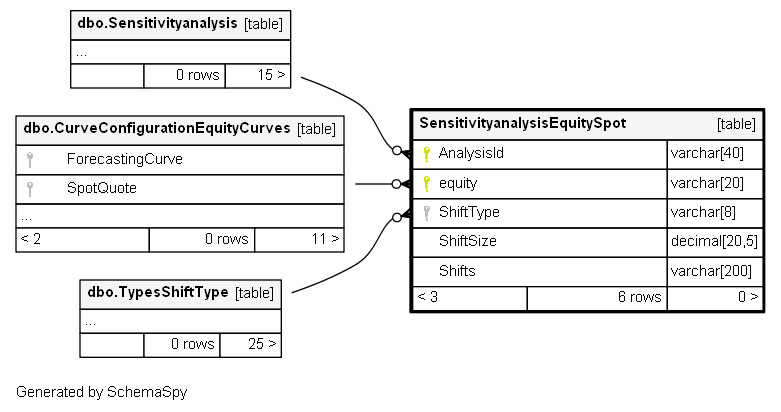 dbo.Sensitivityanalysis [table]
...
0 rows 15 >
dbo.CurveConfigurationEquityCurves [table]
ForecastingCurve
SpotQuote
...
< 2 0 rows 11 >
dbo.TypesShiftType [table]
...
0 rows 25 >
SensitivityanalysisEquitySpot [table]
AnalysisId varchar[40]
equity varchar[20]
ShiftType varchar[8]
ShiftSize decimal[20,5]
Shifts varchar[200]
< 3 6 rows 0 >
Generated by SchemaSpy